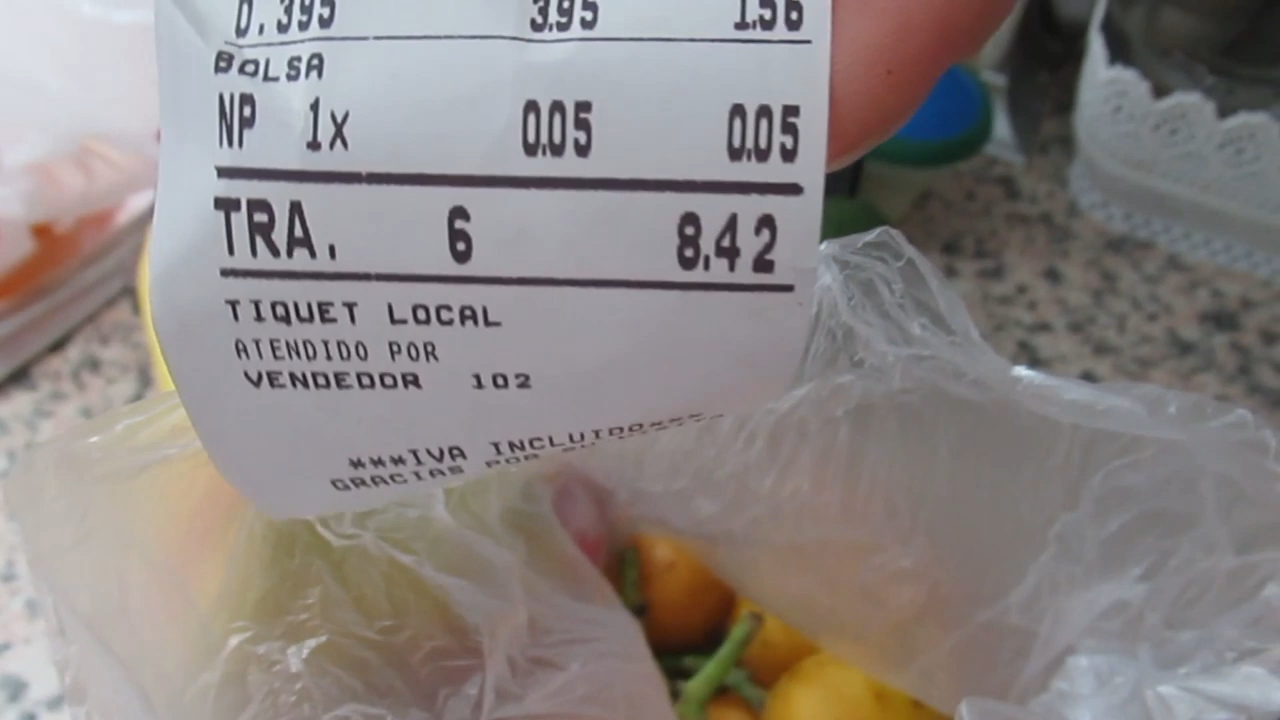 0.395 3.95 1.56
BOLSA
NP 1x 0.05 0.05
TRA. 6 8.42
TIQUET LOCAL
ATENDIDO POR
VENDEDOR 102
***IVA INCLUIDO***
GRACIAS POR SU